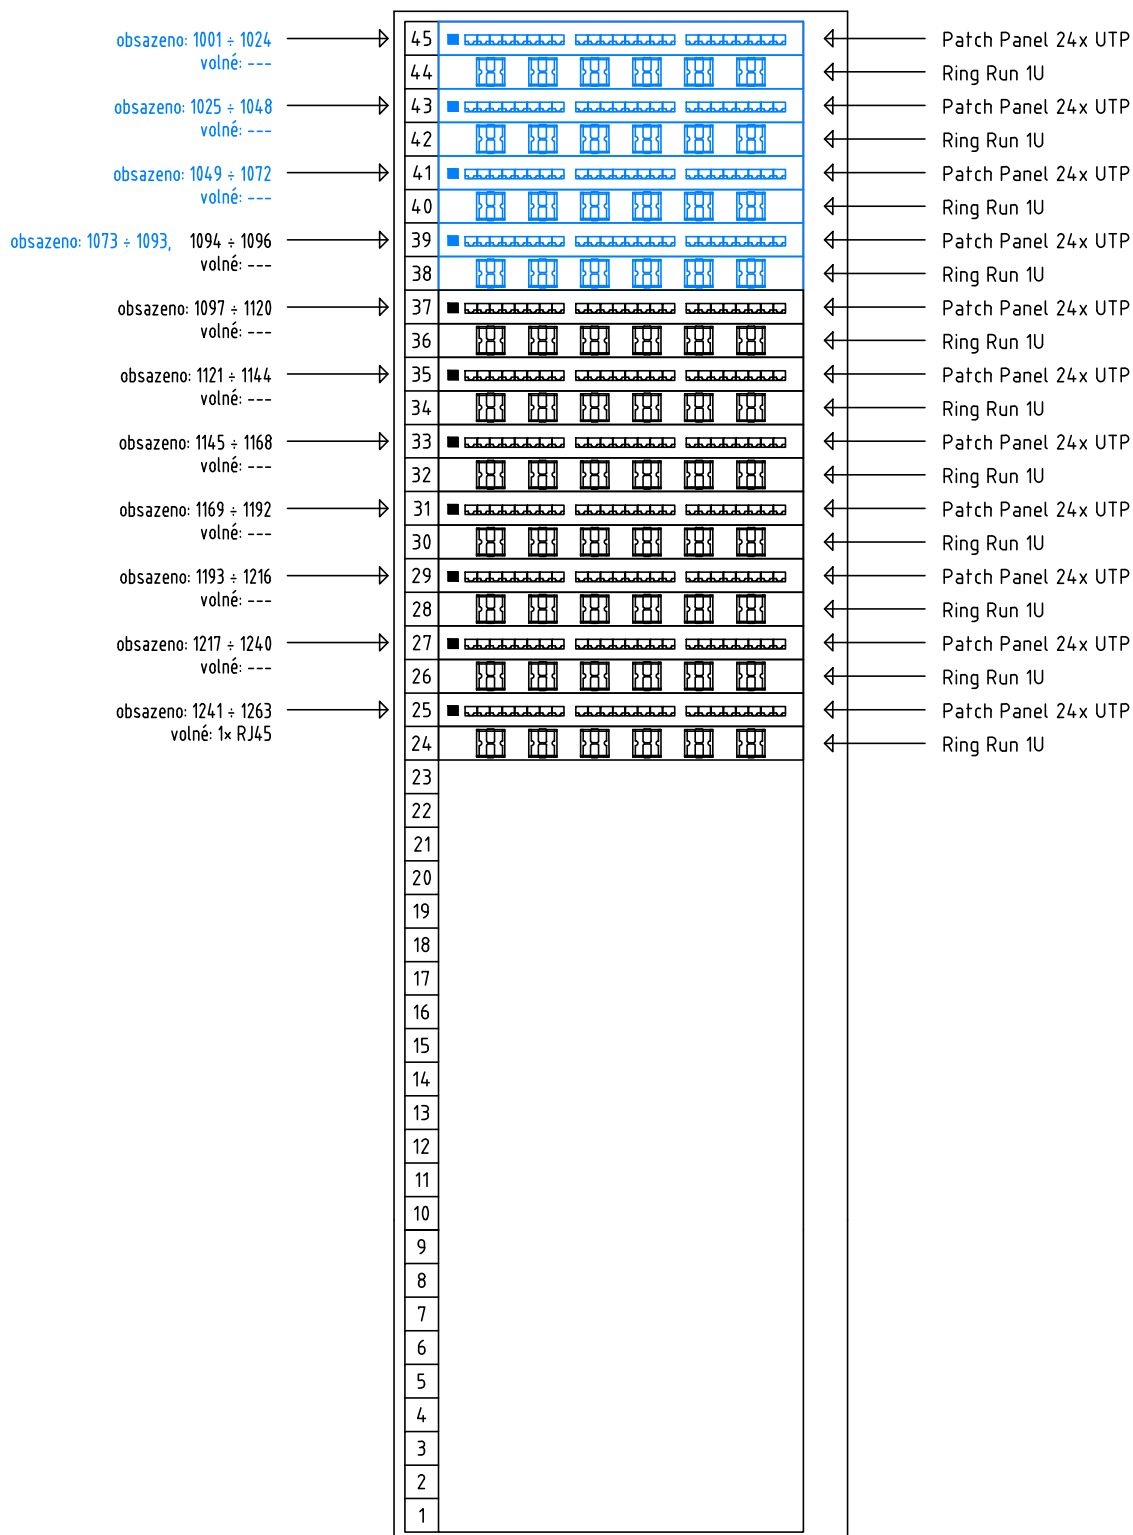 obsazeno: 1001 ÷ 1024 45 Patch Panel 24x UTP
volné: ---
44 Ring Run 1U
obsazeno: 1025 ÷ 1048 43 Patch Panel 24x UTP
volné: ---
42 Ring Run 1U
obsazeno: 1049 ÷ 1072 41 Patch Panel 24x UTP
volné: ---
40 Ring Run 1U
obsazeno: 1073 ÷ 1093, 1094 ÷ 1096 39 Patch Panel 24x UTP
volné: ---
38 Ring Run 1U
obsazeno: 1097 ÷ 1120 37 Patch Panel 24x UTP
volné: ---
36 Ring Run 1U
obsazeno: 1121 ÷ 1144 35 Patch Panel 24x UTP
volné: ---
34 Ring Run 1U
obsazeno: 1145 ÷ 1168 33 Patch Panel 24x UTP
volné: ---
32 Ring Run 1U
obsazeno: 1169 ÷ 1192 31 Patch Panel 24x UTP
volné: ---
30 Ring Run 1U
obsazeno: 1193 ÷ 1216 29 Patch Panel 24x UTP
volné: ---
28 Ring Run 1U
obsazeno: 1217 ÷ 1240 27 Patch Panel 24x UTP
volné: ---
26 Ring Run 1U
obsazeno: 1241 ÷ 1263 25 Patch Panel 24x UTP
volné: 1× RJ45
24 Ring Run 1U
23
22
21
20
19
18
17
16
15
14
13
12
11
10
9
8
7
6
5
4
3
2
1